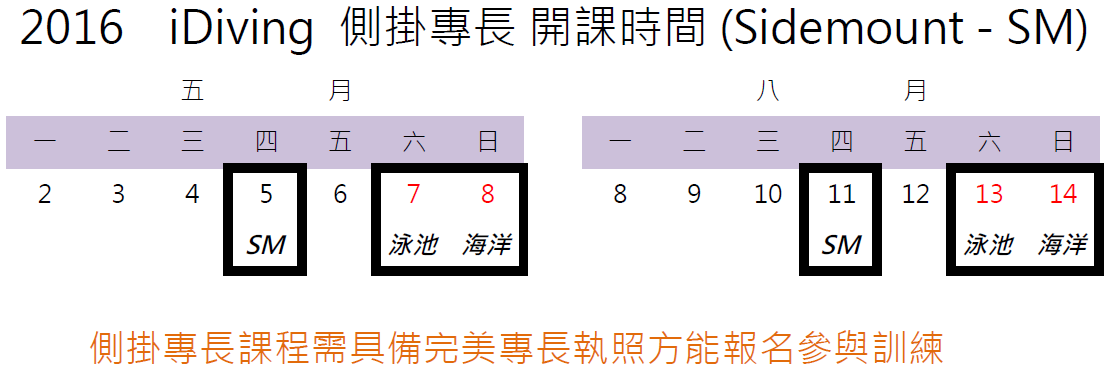 2016 iDiving 側掛專長 開課時間 (Sidemount - SM)
五 月
一 二 三 四 五 六 日
2 3 4 5 6 7 8
SM 泳池 海洋
八 月
一 二 三 四 五 六 日
8 9 10 11 12 13 14
SM 泳池 海洋
側掛專長課程需具備完美專長執照方能報名參與訓練